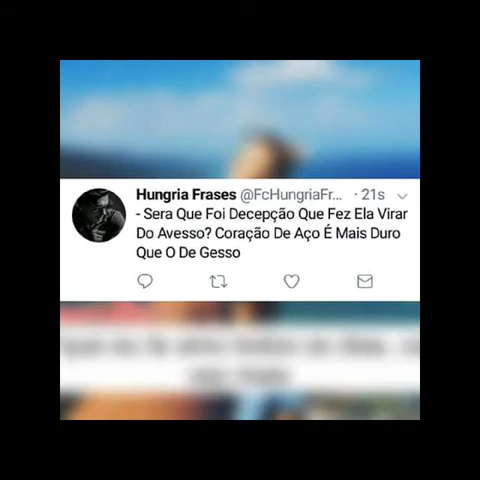 Hungria Frases @FcHungriaFr... · 21s
- Sera Que Foi Decepção Que Fez Ela Virar
Do Avesso? Coração De Aço É Mais Duro
Que O De Gesso